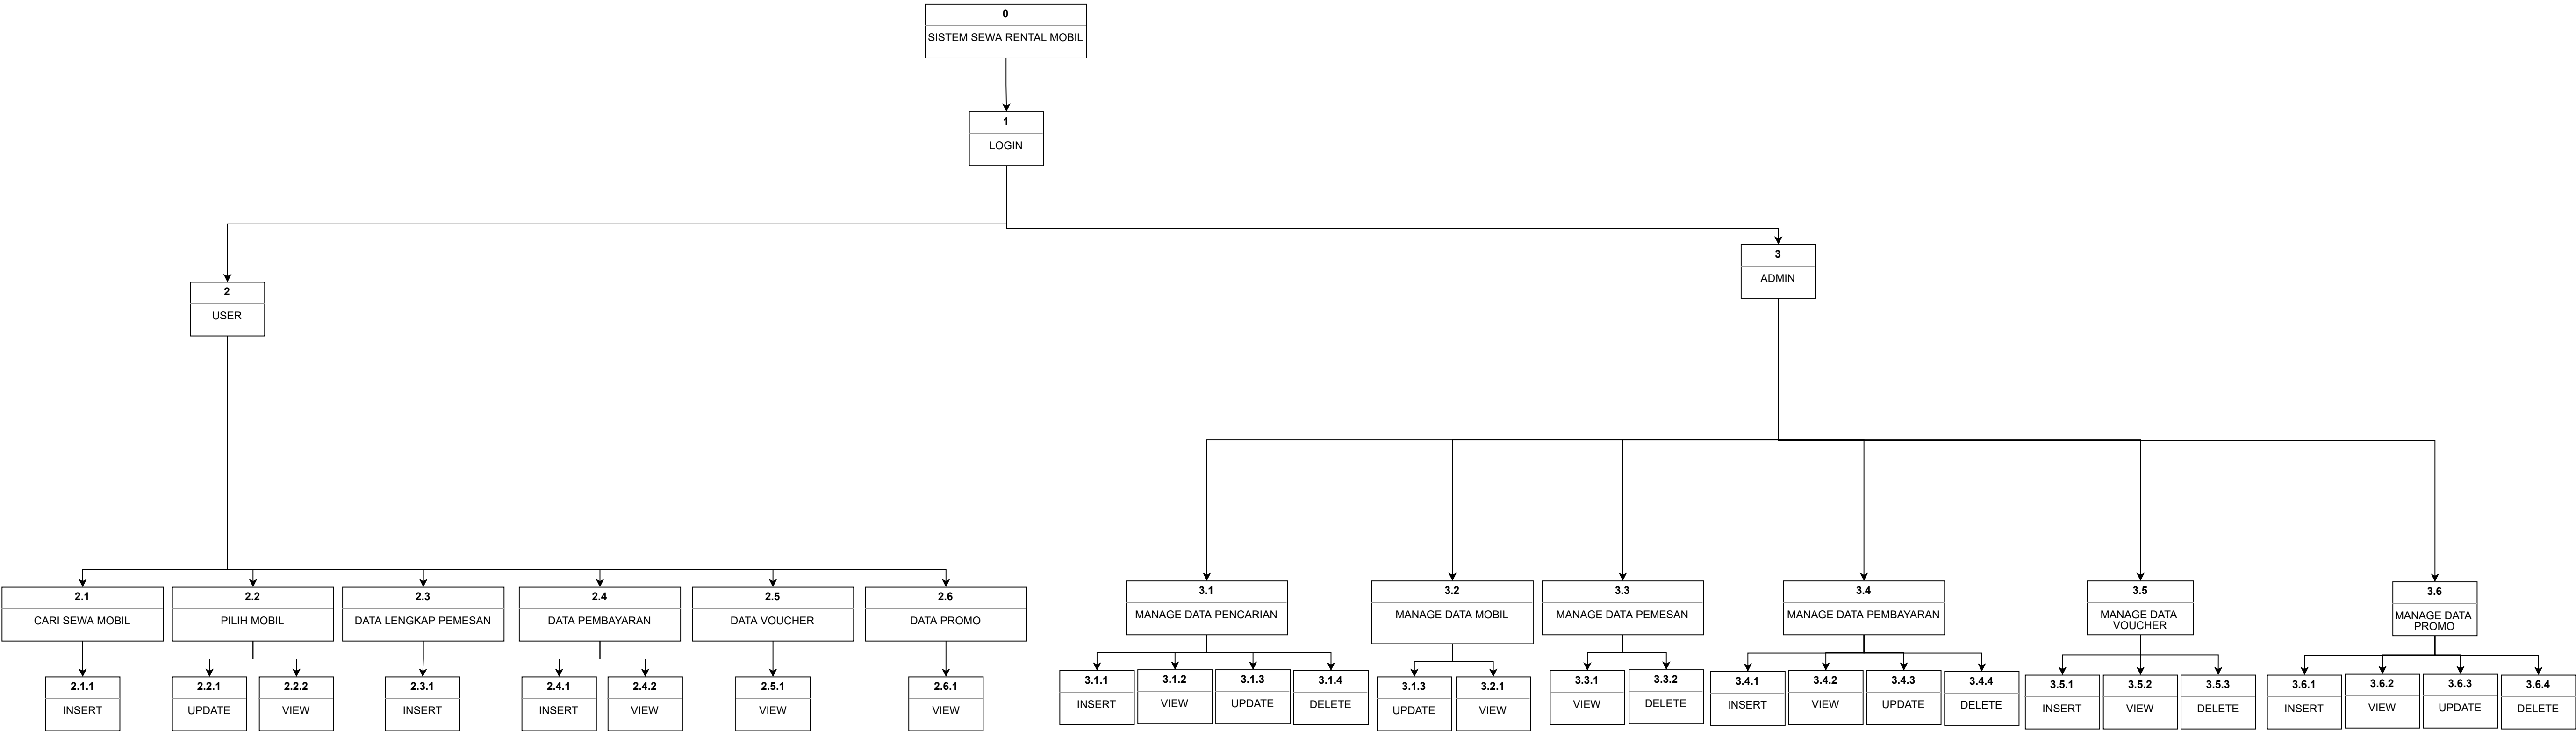 0
SISTEM SEWA RENTAL MOBIL
1
LOGIN
2
USER
3
ADMIN
2.1
CARI SEWA MOBIL
2.2
PILIH MOBIL
2.3
DATA LENGKAP PEMESAN
2.4
DATA PEMBAYARAN
2.5
DATA VOUCHER
2.6
DATA PROMO
3.1
MANAGE DATA PENCARIAN
3.2
MANAGE DATA MOBIL
3.3
MANAGE DATA PEMESAN
3.4
MANAGE DATA PEMBAYARAN
3.5
MANAGE DATA
VOUCHER
3.6
MANAGE DATA
PROMO
2.1.1
INSERT
2.2.1
UPDATE
2.2.2
VIEW
2.3.1
INSERT
2.4.1
INSERT
2.4.2
VIEW
2.5.1
VIEW
2.6.1
VIEW
3.1.1
INSERT
3.1.2
VIEW
3.1.3
UPDATE
3.1.4
DELETE
3.1.3
UPDATE
3.2.1
VIEW
3.3.1
VIEW
3.3.2
DELETE
3.4.1
INSERT
3.4.2
VIEW
3.4.3
UPDATE
3.4.4
DELETE
3.5.1
INSERT
3.5.2
VIEW
3.5.3
DELETE
3.6.1
INSERT
3.6.2
VIEW
3.6.3
UPDATE
3.6.4
DELETE